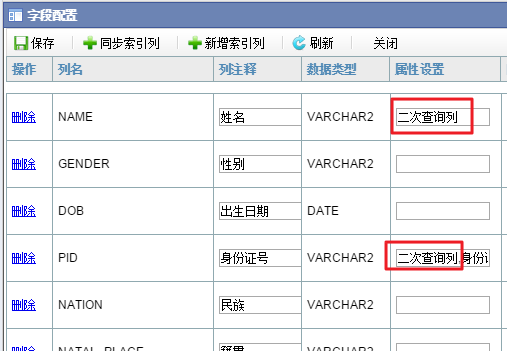 字段配置
保存 同步索引列 新增索引列 刷新 关闭
操作 列名 列注释 数据类型 属性设置
删除 NAME 姓名 VARCHAR2 二次查询列
删除 GENDER 性别 VARCHAR2
删除 DOB 出生日期 DATE
删除 PID 身份证号 VARCHAR2 二次查询列,身份
删除 NATION 民族 VARCHAR2
删除 NATAL_PLACE 籍贯 VARCHAR2